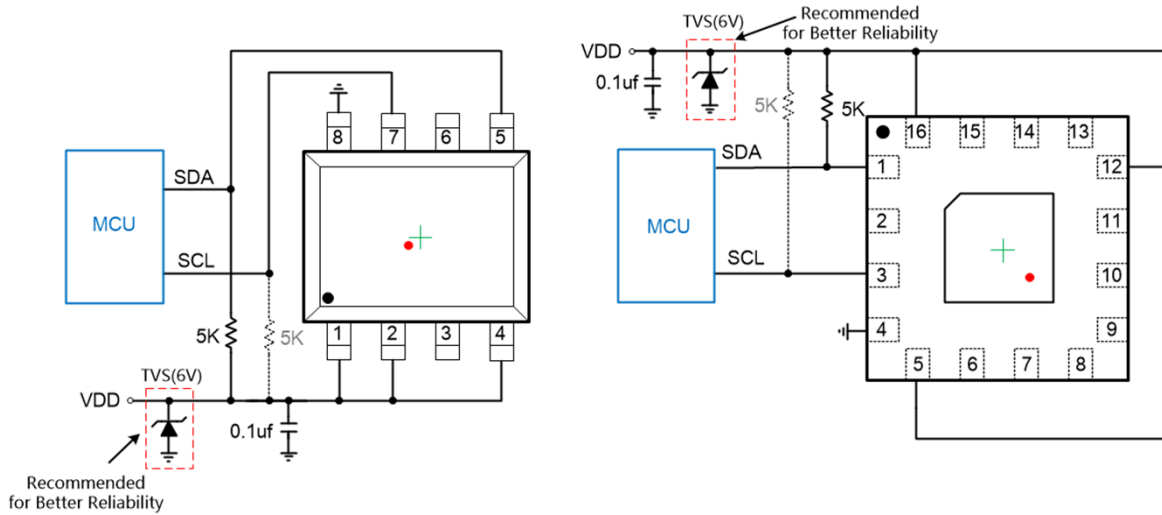 8
7
6
5
SDA
MCU
SCL
5K
5K
1
2
3
4
TVS(6V)
VDD
0.1uf
Recommended
for Better Reliability
Recommended
for Better Reliability
TVS(6V)
VDD
0.1uf
5K
5K
16
15
14
13
SDA
1
12
MCU
2
11
SCL
3
10
4
9
5
6
7
8